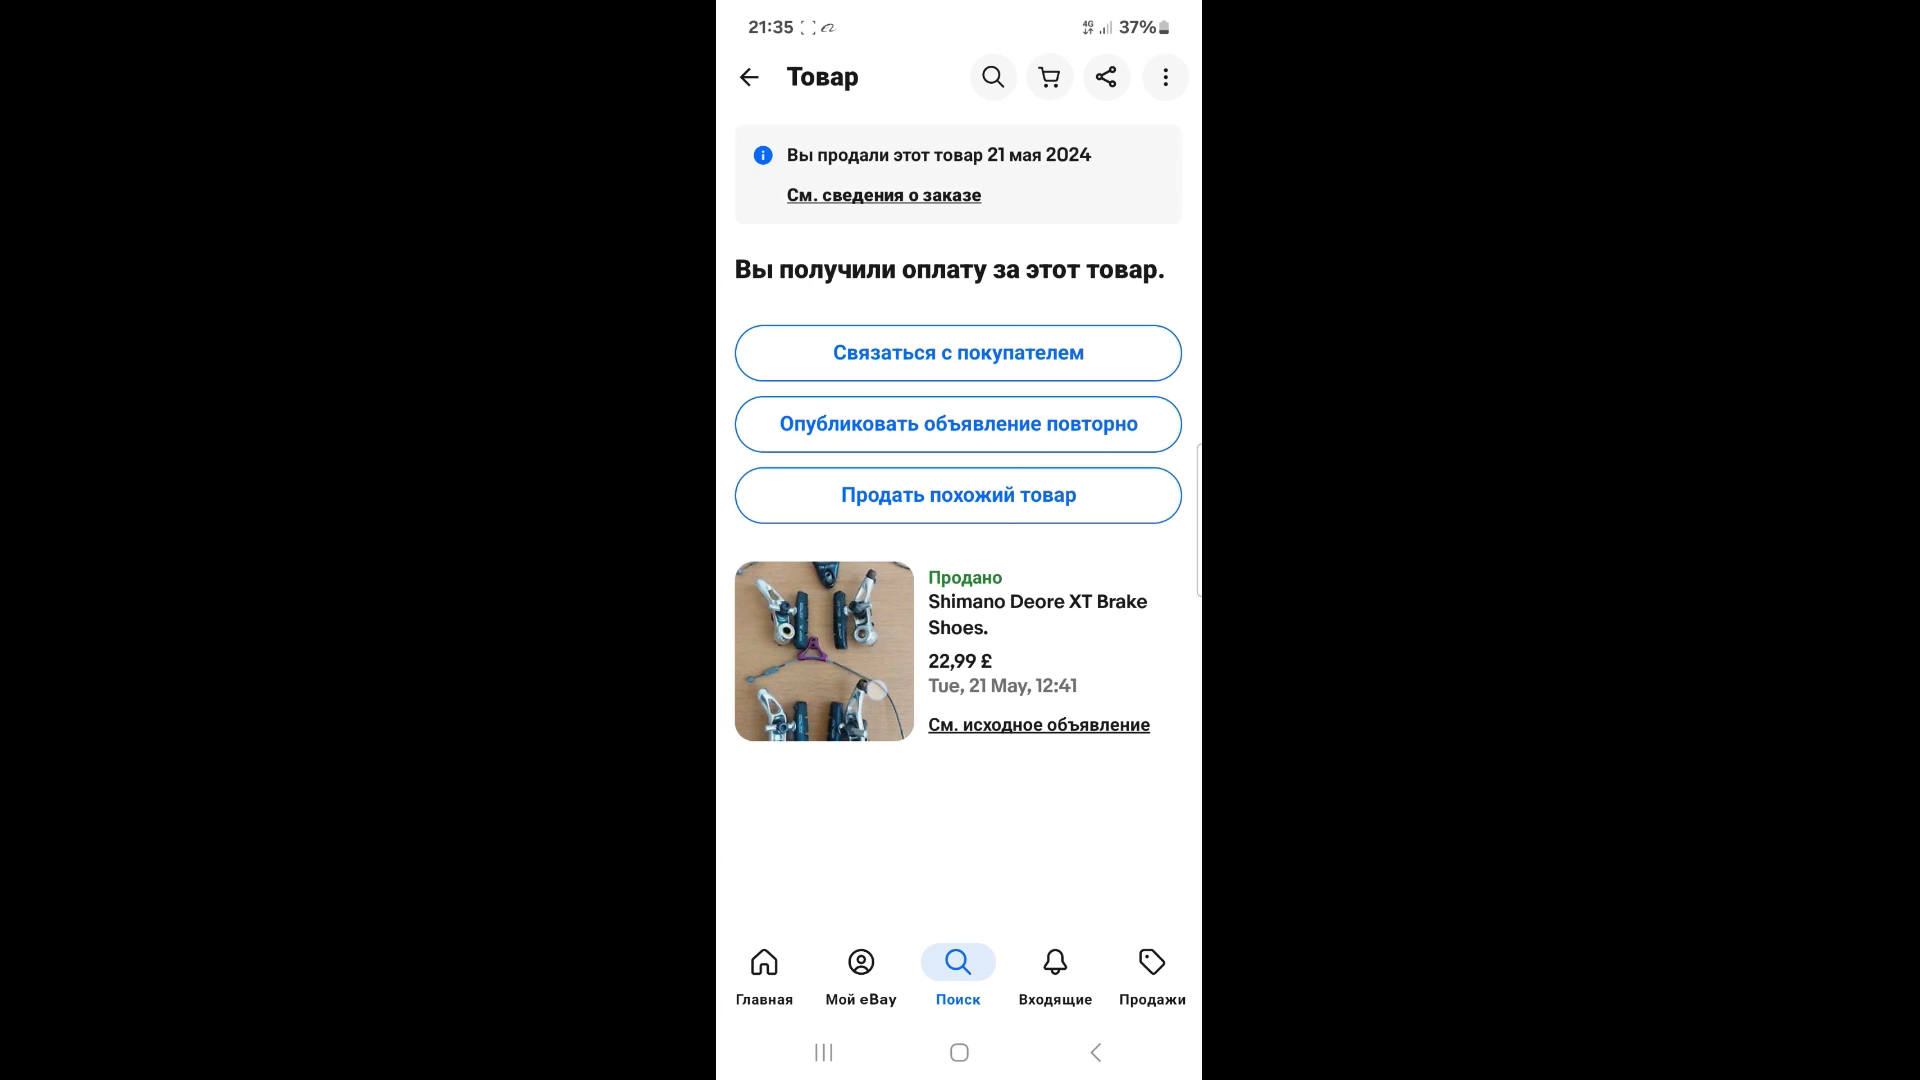 21:35
4G
37%
Товар
Вы продали этот товар 21 мая 2024
См. сведения о заказе
Вы получили оплату за этот товар.
Связаться с покупателем
Опубликовать объявление повторно
Продать похожий товар
Продано
Shimano Deore XT Brake
Shoes.
22,99 £
Tue, 21 May, 12:41
См. исходное объявление
Главная
Мой eBay
Поиск
Входящие
Продажи